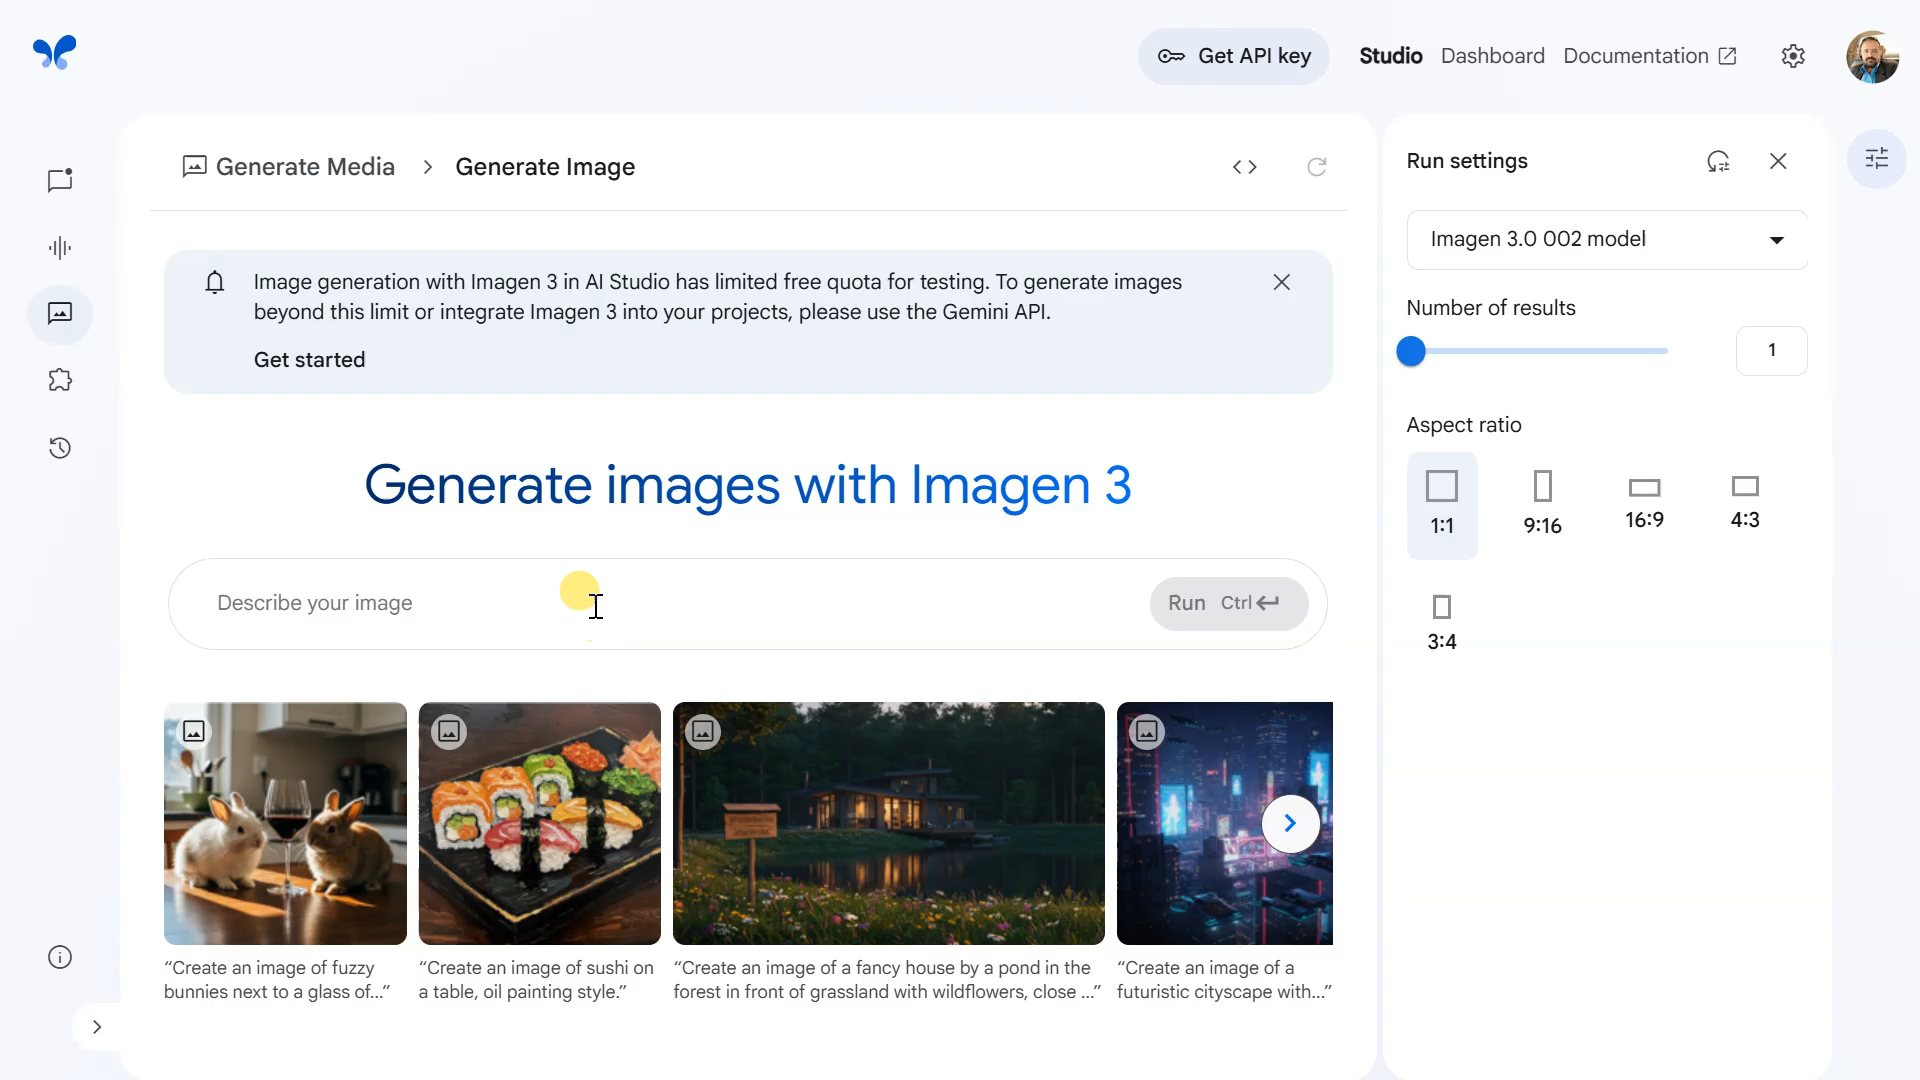 Get API key
Studio
Dashboard
Documentation
Generate Media
Generate Image
Image generation with Imagen 3 in AI Studio has limited free quota for testing. To generate images
beyond this limit or integrate Imagen 3 into your projects, please use the Gemini API.
Get started
Generate images with Imagen 3
Describe your image
Run Ctrl
“Create an image of fuzzy
bunnies next to a glass of...”
“Create an image of sushi on
a table, oil painting style.”
“Create an image of a fancy house by a pond in the
forest in front of grassland with wildflowers, close ...”
“Create an image of a
futuristic cityscape with...”
Run settings
Imagen 3.0 002 model
Number of results
1
Aspect ratio
1:1
9:16
16:9
4:3
3:4